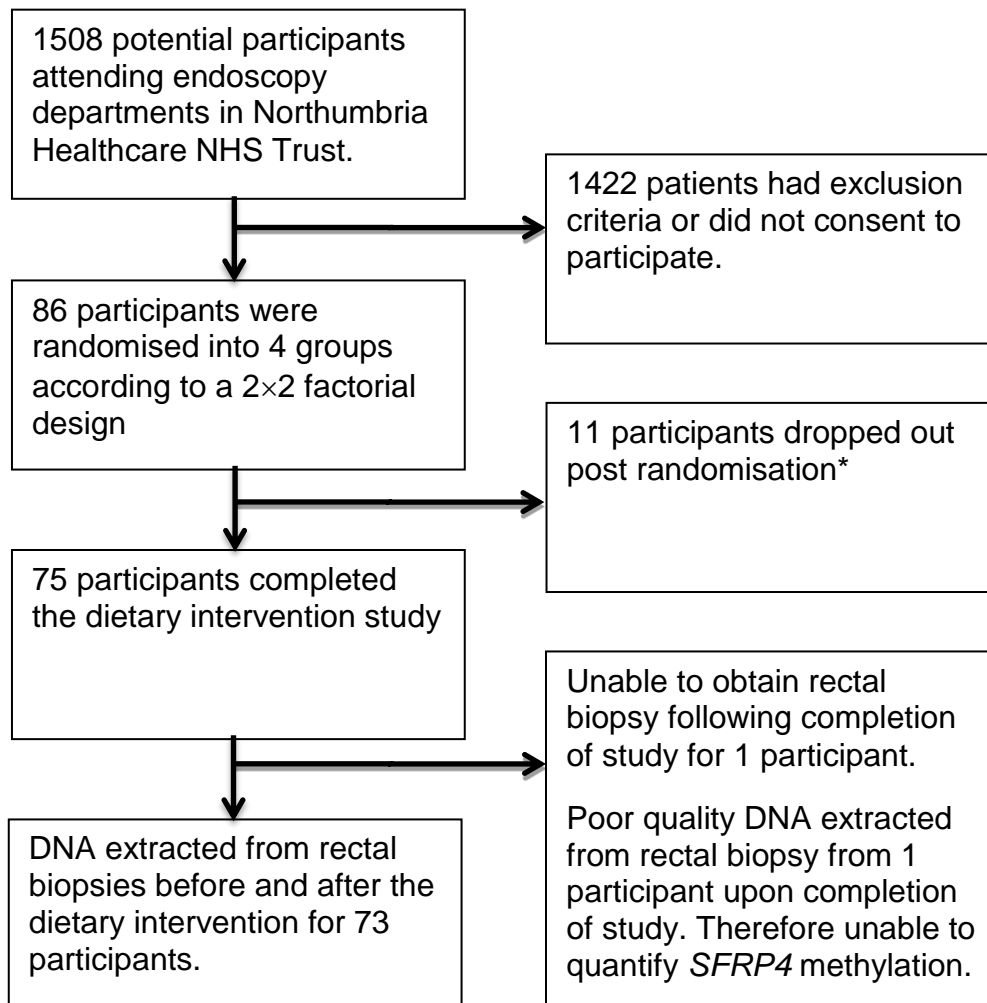 1508 potential participants
attending endoscopy
departments in Northumbria
Healthcare NHS Trust.
1422 patients had exclusion
criteria or did not consent to
participate.
86 participants were
randomised into 4 groups
according to a 2×2 factorial
design
11 participants dropped out
post randomisation*
75 participants completed
the dietary intervention study
Unable to obtain rectal
biopsy following completion
of study for 1 participant.
Poor quality DNA extracted
from rectal biopsy from 1
participant upon completion
of study. Therefore unable to
quantify SFRP4 methylation.
DNA extracted from rectal
biopsies before and after the
dietary intervention for 73
participants.